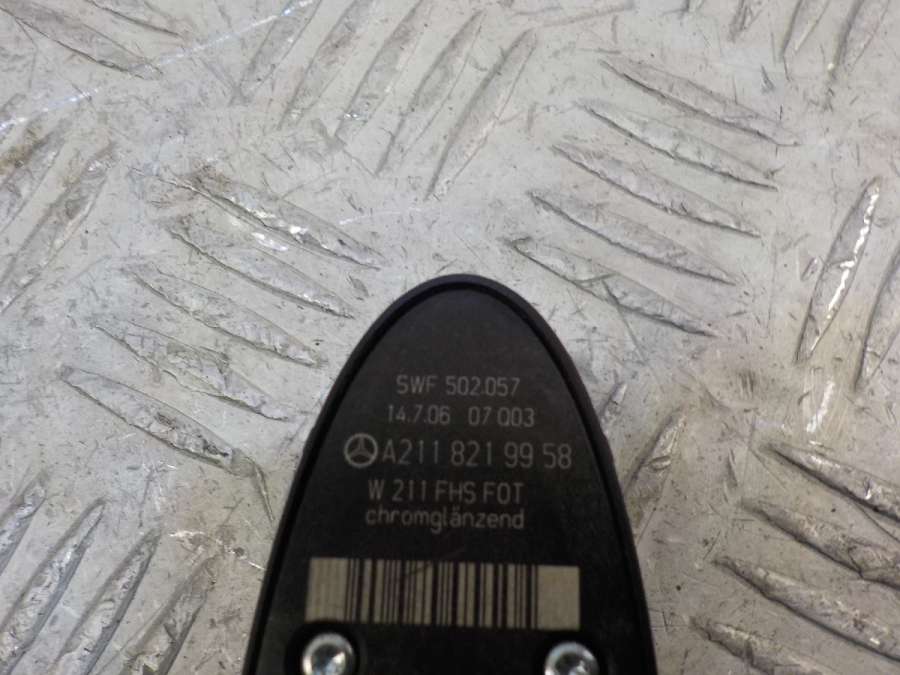 SWF 502.057
14.7.06 07 003
A211 821 99 58
W 211 FHS FOT
chromglänzend